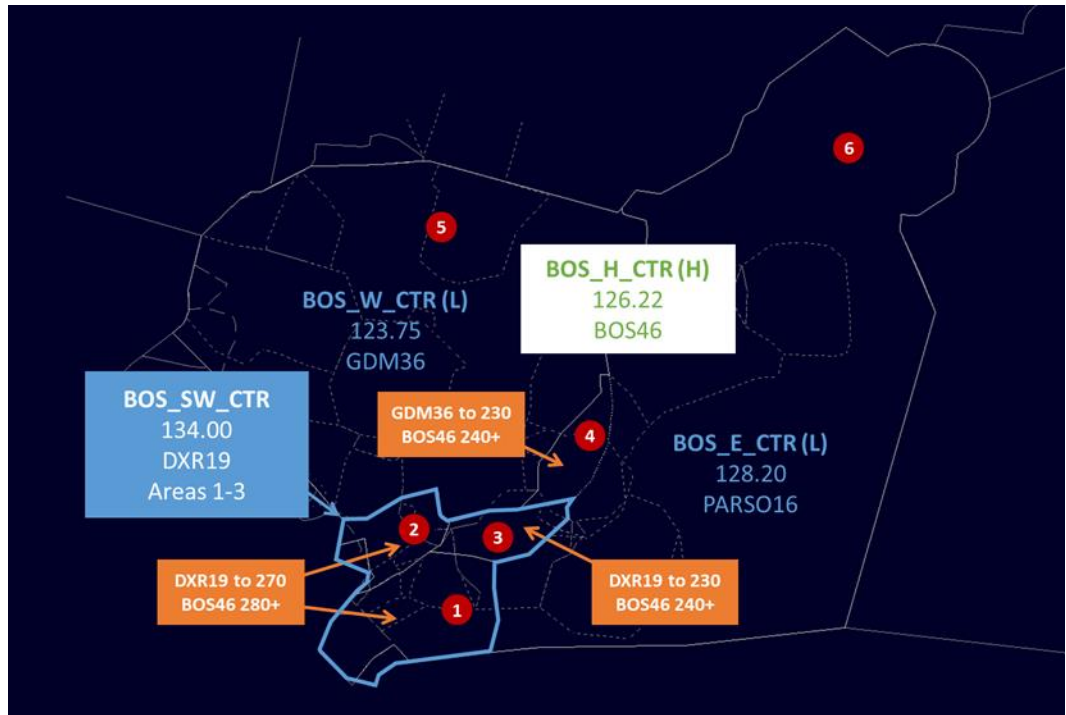 6
5
BOS_H_CTR (H)
126.22
BOS46
BOS_W_CTR (L)
123.75
GDM36
BOS_SW_CTR
134.00
DXR19
Areas 1-3
GDM36 to 230
BOS46 240+
4
BOS_E_CTR (L)
128.20
PARSO16
2
3
DXR19 to 270
BOS46 280+
DXR19 to 230
BOS46 240+
1